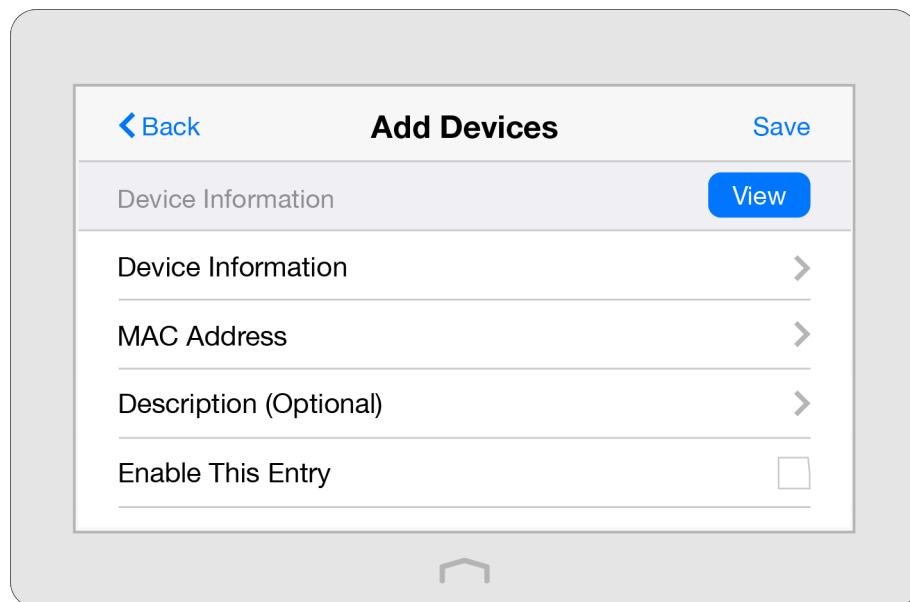 Back Add Devices Save
Device Information View
Device Information
MAC Address
Description (Optional)
Enable This Entry